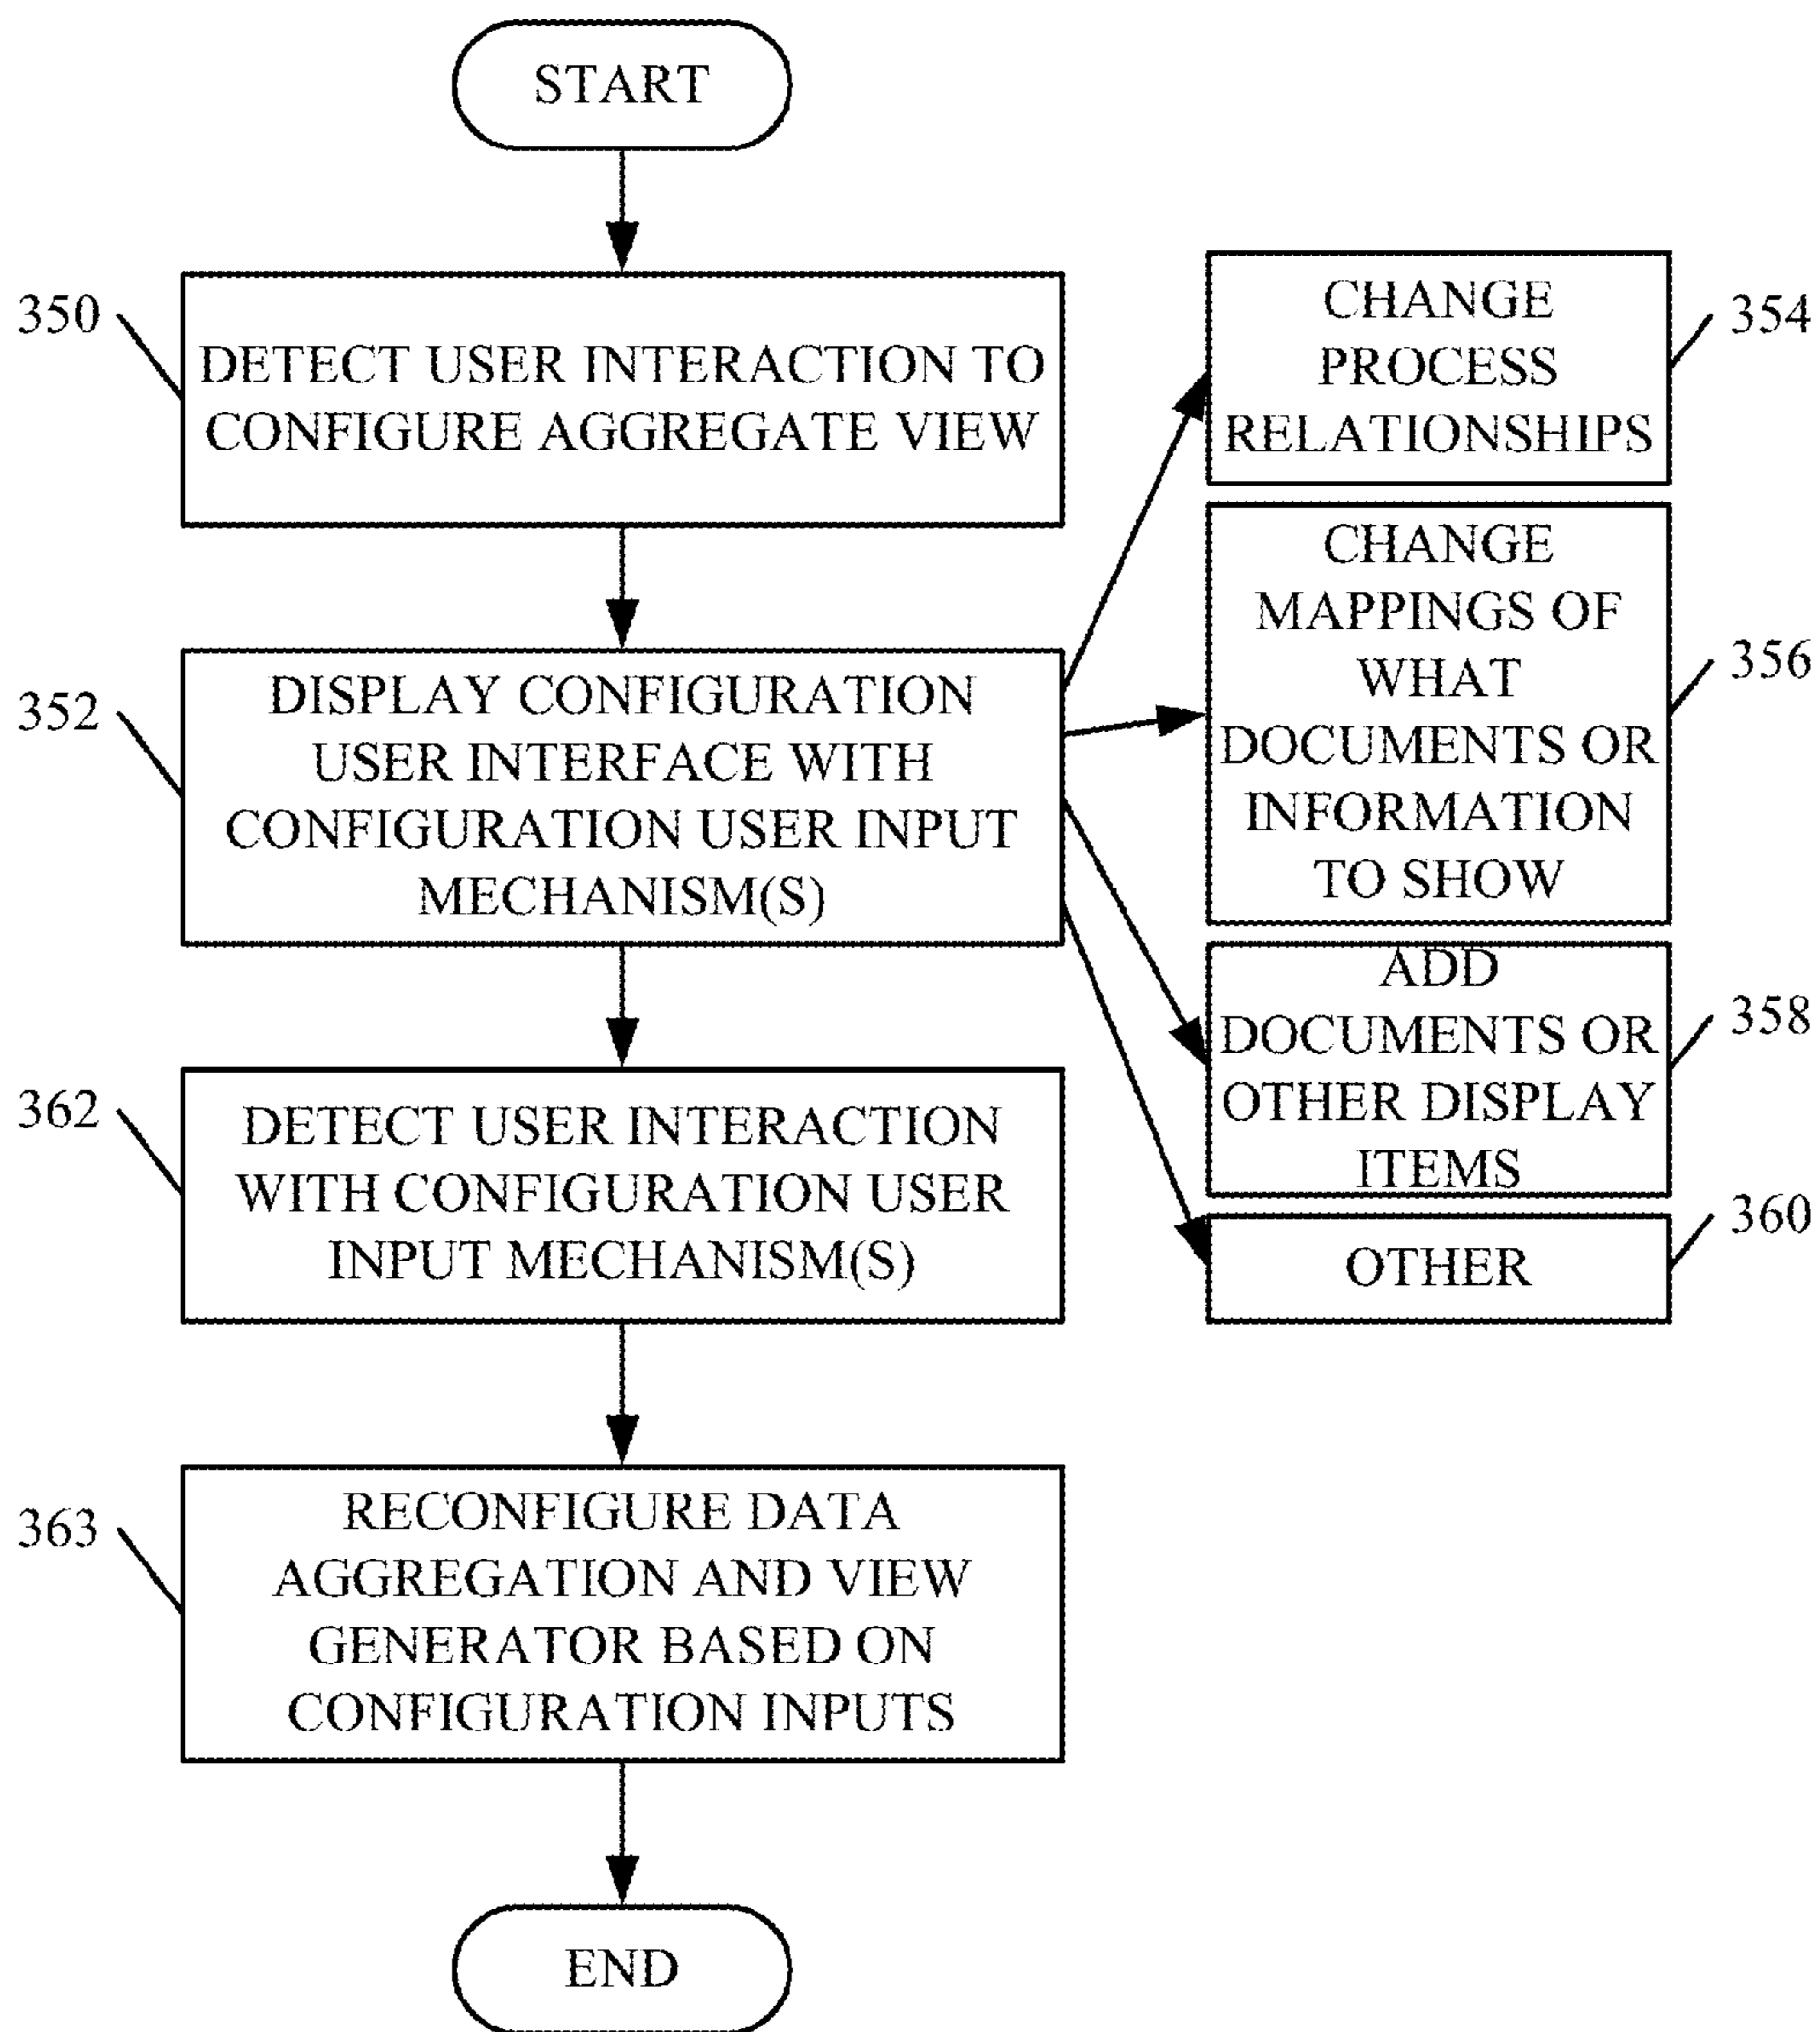 START
350
DETECT USER INTERACTION TO
CONFIGURE AGGREGATE VIEW
352
DISPLAY CONFIGURATION
USER INTERFACE WITH
CONFIGURATION USER INPUT
MECHANISM(S)
CHANGE
PROCESS
RELATIONSHIPS
354
CHANGE
MAPPINGS OF
WHAT
DOCUMENTS OR
INFORMATION
TO SHOW
356
ADD
DOCUMENTS OR
OTHER DISPLAY
ITEMS
358
OTHER
360
362
DETECT USER INTERACTION
WITH CONFIGURATION USER
INPUT MECHANISM(S)
363
RECONFIGURE DATA
AGGREGATION AND VIEW
GENERATOR BASED ON
CONFIGURATION INPUTS
END